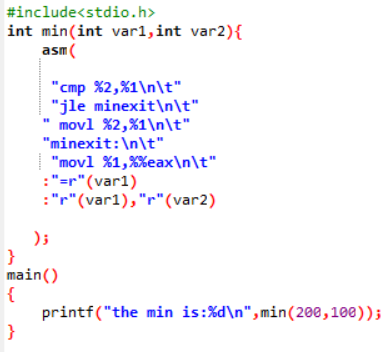 #include<stdio.h>
int min(int var1,int var2){
asm(
"cmp %2,%1\n\t"
"jle minexit\n\t"
" movl %2,%1\n\t"
"minexit:\n\t"
"movl %1,%%eax\n\t"
:"=r"(var1)
:"r"(var1),"r"(var2)
);
}
main()
{
printf("the min is:%d\n",min(200,100));
}